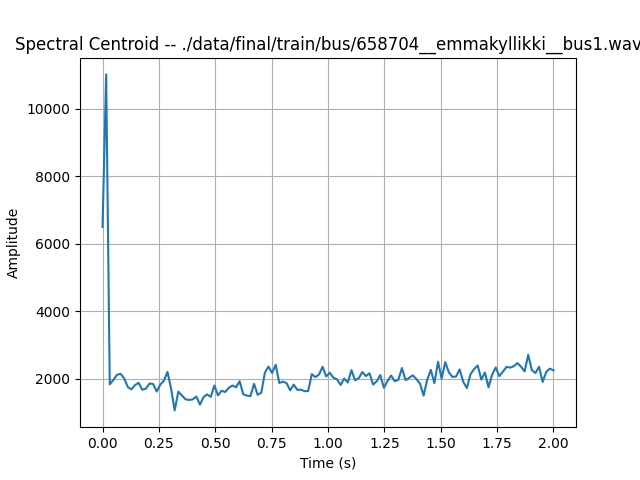 Spectral Centroid -- ./data/final/train/bus/658704__emmakyllikki__bus1.wav
10000
8000
6000
4000
2000
Amplitude
0.00 0.25 0.50 0.75 1.00 1.25 1.50 1.75 2.00
Time (s)